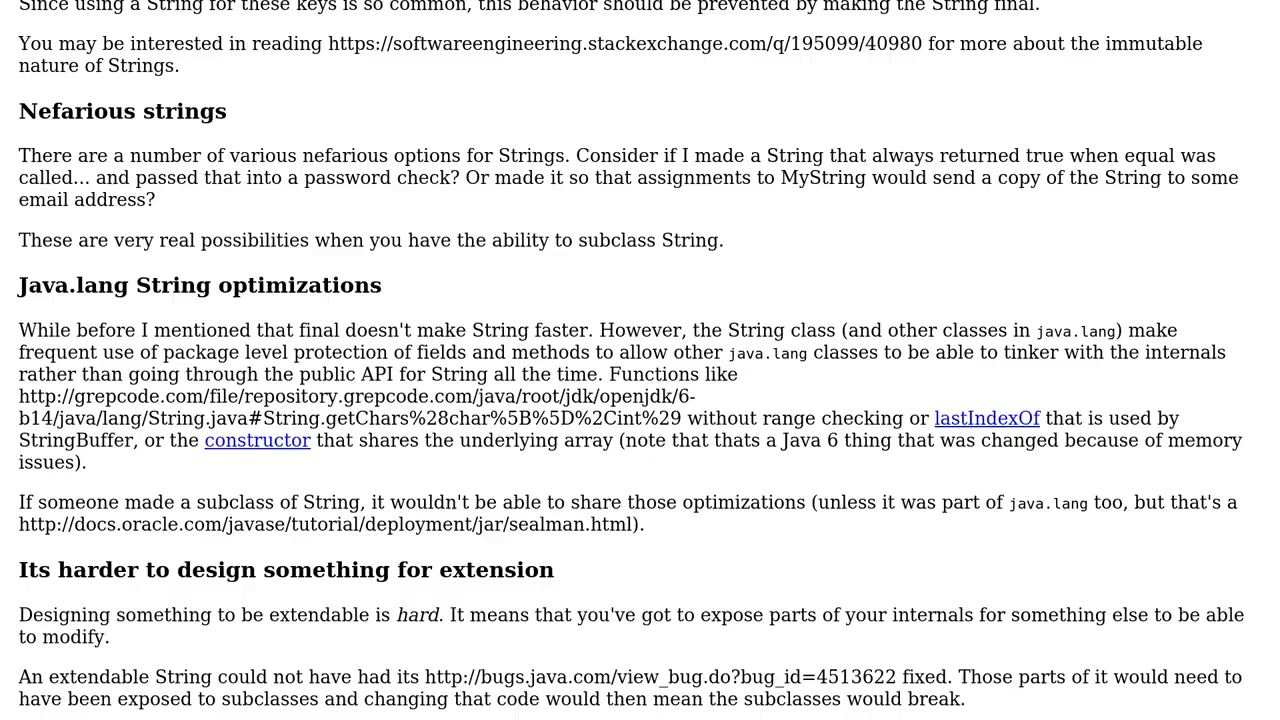 Since using a String for these keys is so common, this behavior should be prevented by making the String final.
You may be interested in reading https://softwareengineering.stackexchange.com/q/195099/40980 for more about the immutable
nature of Strings.
Nefarious strings
There are a number of various nefarious options for Strings. Consider if I made a String that always returned true when equal was
called... and passed that into a password check? Or made it so that assignments to MyString would send a copy of the String to some
email address?
These are very real possibilities when you have the ability to subclass String.
Java.lang String optimizations
While before I mentioned that final doesn't make String faster. However, the String class (and other classes in java.lang) make
frequent use of package level protection of fields and methods to allow other java.lang classes to be able to tinker with the internals
rather than going through the public API for String all the time. Functions like
http://grepcode.com/file/repository.grepcode.com/java/root/jdk/openjdk/6-
b14/java/lang/String.java#String.getChars%28char%5B%5D%2Cint%29 without range checking or lastIndexOf that is used by
StringBuffer, or the constructor that shares the underlying array (note that thats a Java 6 thing that was changed because of memory
issues).
If someone made a subclass of String, it wouldn't be able to share those optimizations (unless it was part of java.lang too, but that's a
http://docs.oracle.com/javase/tutorial/deployment/jar/sealman.html).
Its harder to design something for extension
Designing something to be extendable is hard. It means that you've got to expose parts of your internals for something else to be able
to modify.
An extendable String could not have had its http://bugs.java.com/view_bug.do?bug_id=4513622 fixed. Those parts of it would need to
have been exposed to subclasses and changing that code would then mean the subclasses would break.